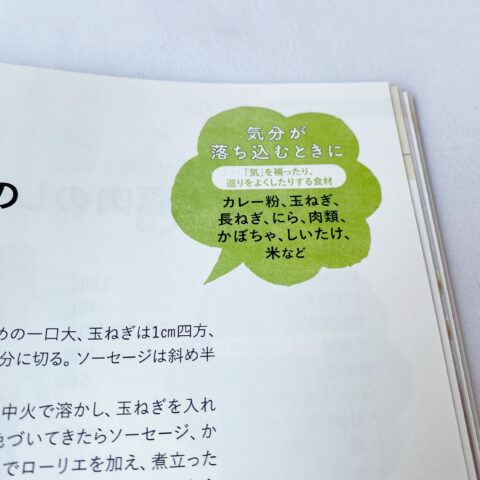 気分が
落ち込むときに
「気」を補ったり、
巡りをよくしたりする食材
カレー粉、玉ねぎ、
長ねぎ、にら、肉類、
かぼちゃ、しいたけ、
米など
の
めの一口大、玉ねぎは1cm四方、
分に切る。ソーセージは斜め半
中火で溶かし、玉ねぎを入れ
色づいてきたらソーセージ、か
でローリエを加え、煮立った